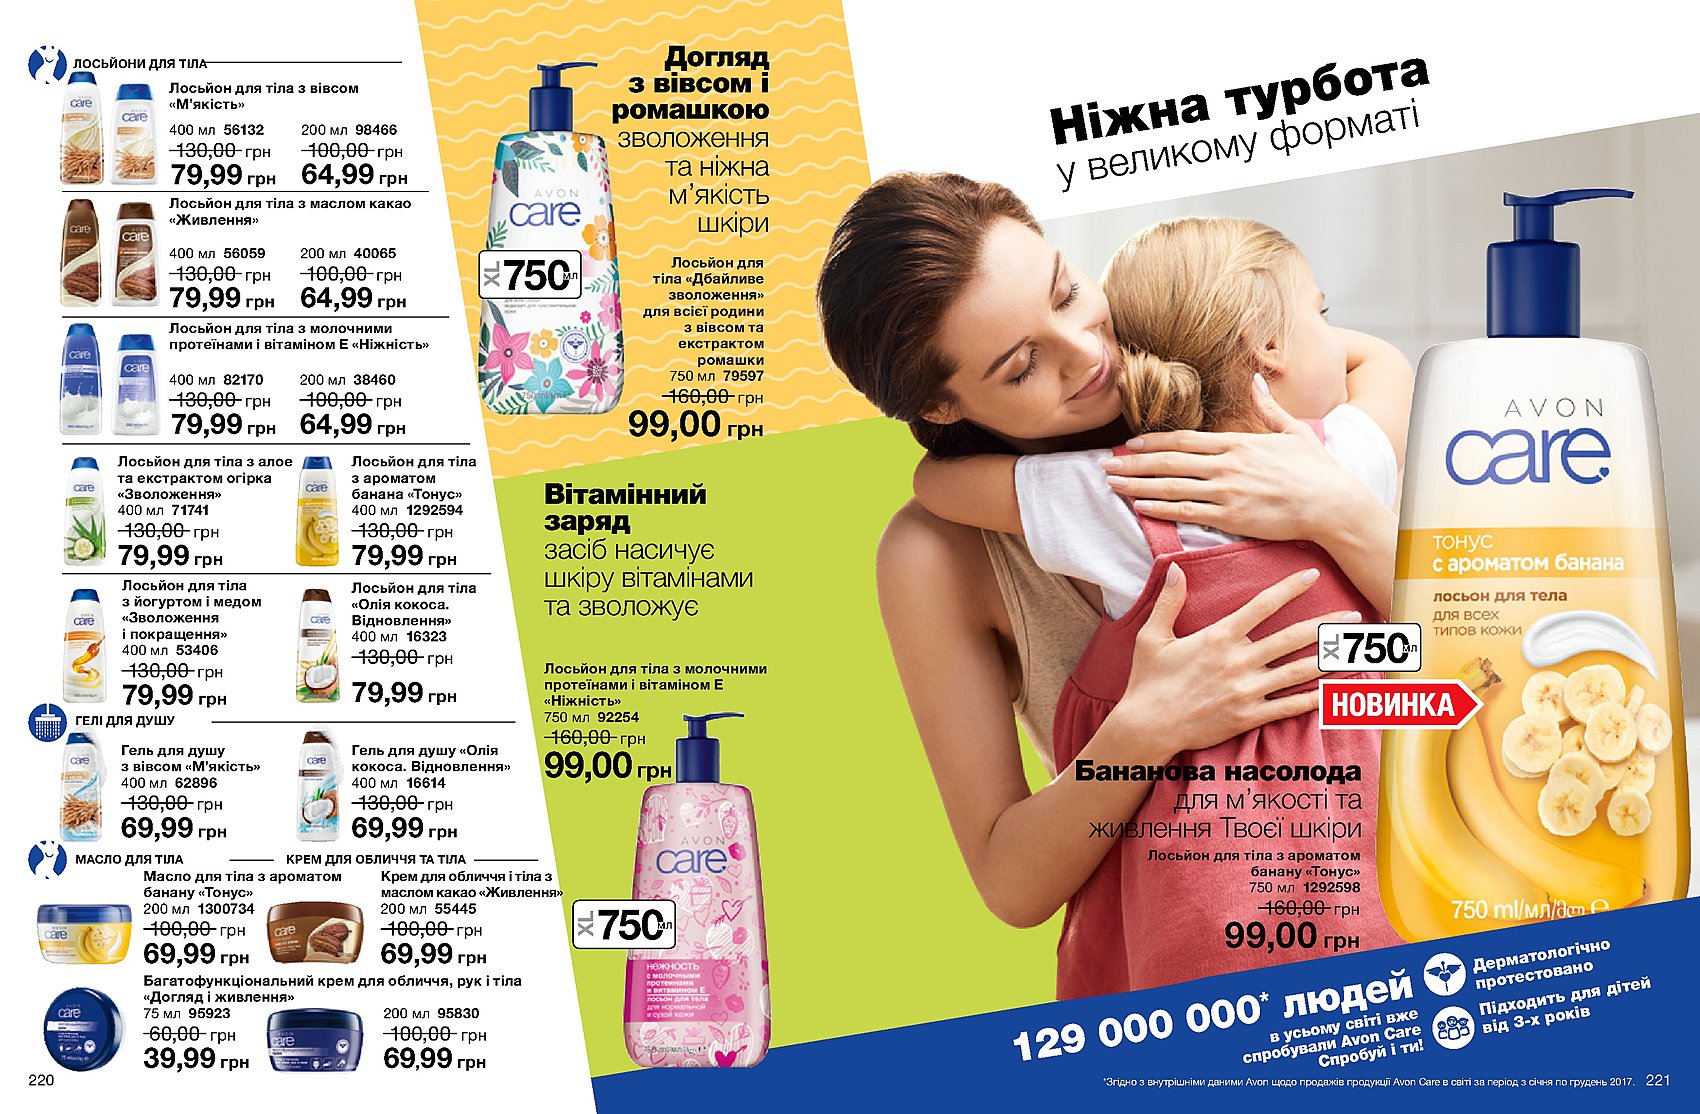 ЛОСЬЙОНИ ДЛЯ ТІЛА
Лосьйон для тіла з вівсом
«М’якість»
400 мл 56132
130,00 грн
79,99 грн
200 мл 98466
100,00 грн
64,99 грн
Лосьйон для тіла з маслом какао
«Живлення»
400 мл 56059
130,00 грн
79,99 грн
200 мл 40065
100,00 грн
64,99 грн
Лосьйон для тіла з молочними
протеїнами і вітаміном Е «Ніжність»
400 мл 82170
130,00 грн
79,99 грн
200 мл 38460
100,00 грн
64,99 грн
Лосьйон для тіла з алое
та екстрактом огірка
«Зволоження»
400 мл 71741
130,00 грн
79,99 грн
Лосьйон для тіла
з ароматом
банана «Тонус»
400 мл 1292594
130,00 грн
79,99 грн
Лосьйон для тіла
з йогуртом і медом
«Зволоження
і покращення»
400 мл 53406
130,00 грн
79,99 грн
Лосьйон для тіла
«Олія кокоса.
Відновлення»
400 мл 16323
130,00 грн
79,99 грн
ГЕЛІ ДЛЯ ДУШУ
Гель для душу
з вівсом «М’якість»
400 мл 62896
130,00 грн
69,99 грн
Гель для душу «Олія
кокоса. Відновлення»
400 мл 16614
130,00 грн
69,99 грн
МАСЛО ДЛЯ ТІЛА
Масло для тіла з ароматом
банану «Тонус»
200 мл 1300734
100,00 грн
69,99 грн
КРЕМ ДЛЯ ОБЛИЧЧЯ ТА ТІЛА
Крем для обличчя і тіла з
маслом какао «Живлення»
200 мл 55445
100,00 грн
69,99 грн
Багатофункціональний крем для обличчя, рук і тіла
«Догляд і живлення»
75 мл 95923
60,00 грн
39,99 грн
200 мл 95830
100,00 грн
69,99 грн
220
Догляд
з вівсом і
ромашкою
зволоження
та ніжна
м’якість
шкіри
AVON
care
XL 750 мл
Лосьйон для
тіла «Дбайливе
зволоження»
для всієї родини
з вівсом та
екстрактом
ромашки
750 мл 79597
160,00 грн
99,00 грн
Вітамінний
заряд
засіб насичує
шкіру вітамінами
та зволожує
Лосьйон для тіла з молочними
протеїнами і вітаміном Е
«Ніжність»
750 мл 92254
160,00 грн
99,00 грн
AVON
care
XL 750 мл
нежность
с молочными
протеинами
и витамином Е
лосьон для тела
для нормальной
и сухой кожи
Ніжна турбота
у великому форматі
AVON
care
тонус
с ароматом банана
лосьон для тела
для всех
типов кожи
XL 750 мл
НОВИНКА
750 ml/мл/მლ e
Бананова насолода
для м’якості та
живлення Твоєї шкіри
Лосьйон для тіла з ароматом
банану «Тонус»
750 мл 1292598
160,00 грн
99,00 грн
129 000 000* людей
в усьому світі вже
спробували Avon Care
Спробуй і ти!
Дерматологічно
протестовано
Підходить для дітей
від 3-х років
*Згідно з внутрішніми даними Avon щодо продажів продукції Avon Care в світі за період з січня по грудень 2017.
221